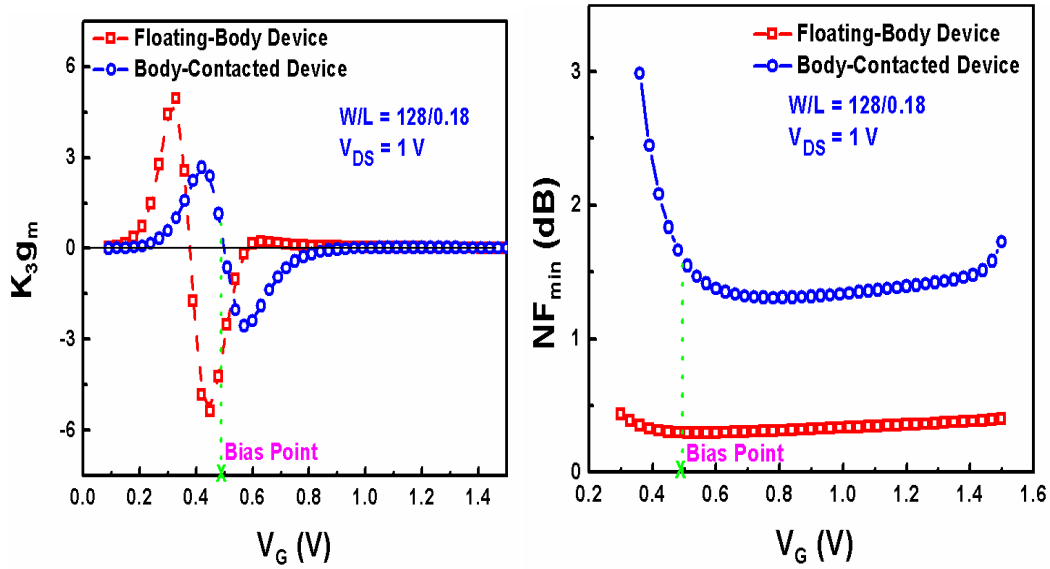 Floating-Body Device
Body-Contacted Device
W/L = 128/0.18
V_DS = 1 V
Bias Point
K_3g_m
6
3
0
-3
-6
0.0 0.2 0.4 0.6 0.8 1.0 1.2 1.4
V_G (V)
Floating-Body Device
Body-Contacted Device
W/L = 128/0.18
V_DS = 1 V
Bias Point
NF_min (dB)
3
2
1
0
0.2 0.4 0.6 0.8 1.0 1.2 1.4 1.6
V_G (V)